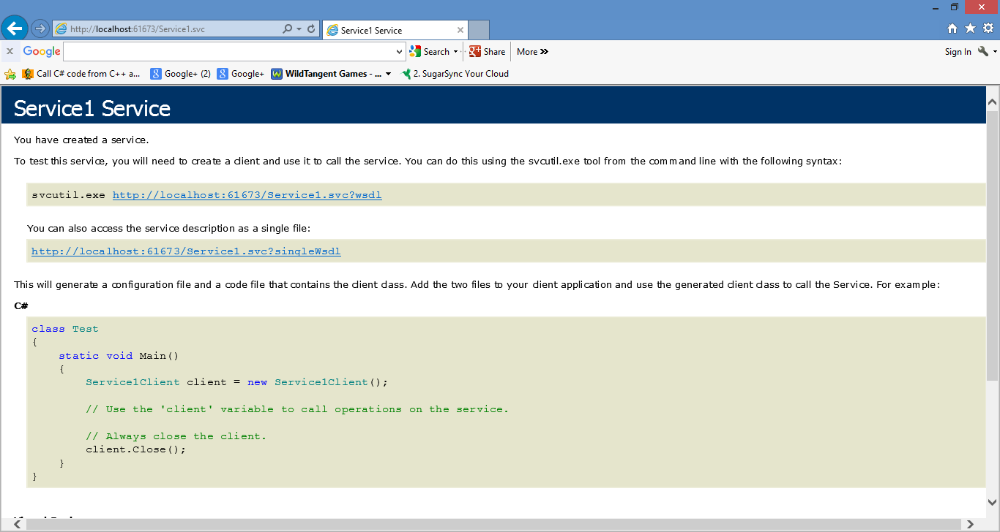 http://localhost:61673/Service1.svc
Service1 Service
x Google Search Share More » Sign In
Call C# code from C++ a... Google+ (2) Google+ WildTangent Games - ... 2. SugarSync Your Cloud
Service1 Service
You have created a service.
To test this service, you will need to create a client and use it to call the service. You can do this using the svcutil.exe tool from the command line with the following syntax:
svcutil.exe http://localhost:61673/Service1.svc?wsdl
You can also access the service description as a single file:
http://localhost:61673/Service1.svc?singleWsdl
This will generate a configuration file and a code file that contains the client class. Add the two files to your client application and use the generated client class to call the Service. For example:
C#
class Test
{
    static void Main()
    {
        Service1Client client = new Service1Client();
        // Use the 'client' variable to call operations on the service.
        // Always close the client.
        client.Close();
    }
}